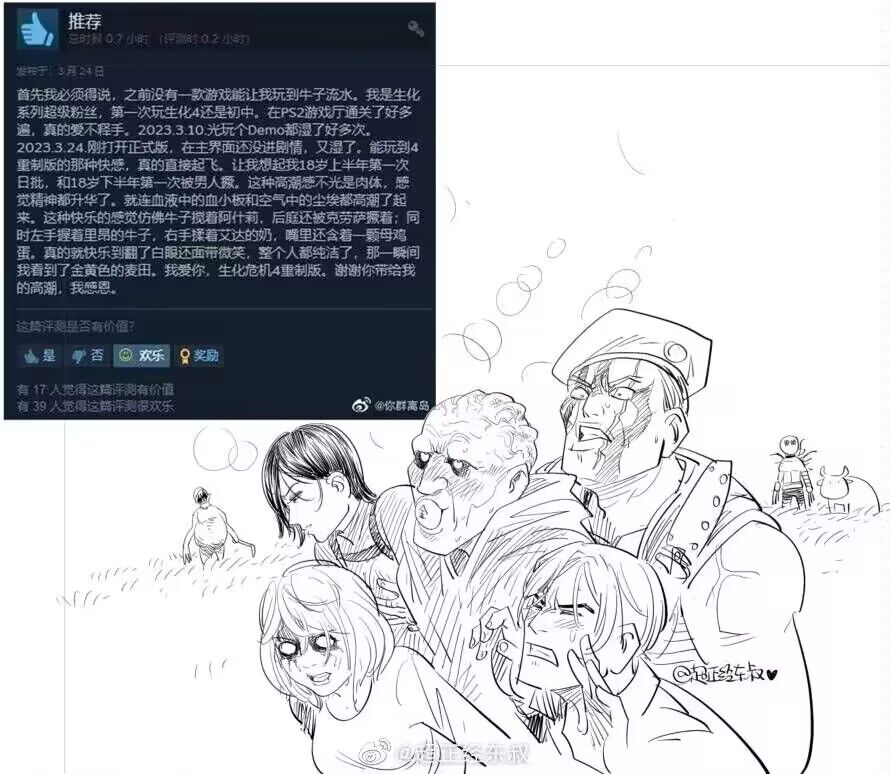 推荐
总时数 0.7 小时 (评测时 0.2 小时)
发布于:3月24日
首先我必须得说,之前没有一款游戏能让我玩到牛子流水。我是生化
系列超级粉丝,第一次玩生化4还是初中。在PS2游戏厅通关了好多
遍,真的爱不释手。2023.3.10.光玩个Demo都湿了好多次。
2023.3.24.刚打开正式版,在主界面还没进剧情,又湿了。能玩到4
重制版的那种快感,真的直接起飞。让我想起我18岁上半年第一次
日批,和18岁下半年第一次被男人撅。这种高潮感不光是肉体,感
觉精神都升华了。就连血液中的血小板和空气中的尘埃都高潮了起
来。这种快乐的感觉仿佛牛子搅着阿什莉,后庭还被克劳萨撅着;同
时左手握着里昂的牛子,右手揉着艾达的奶,嘴里还含着一颗母鸡
蛋。真的就快乐到翻了白眼还面带微笑,整个人都纯洁了,那一瞬间
我看到了金黄色的麦田。我爱你,生化危机4重制版。谢谢你带给我
的高潮,我感恩。
这篇评测是否有价值?
是 否 欢乐 奖励
有 17 人觉得这篇评测有价值
有 39 人觉得这篇评测很欢乐
@你群离岛
@超正经东叔
@超正经东叔